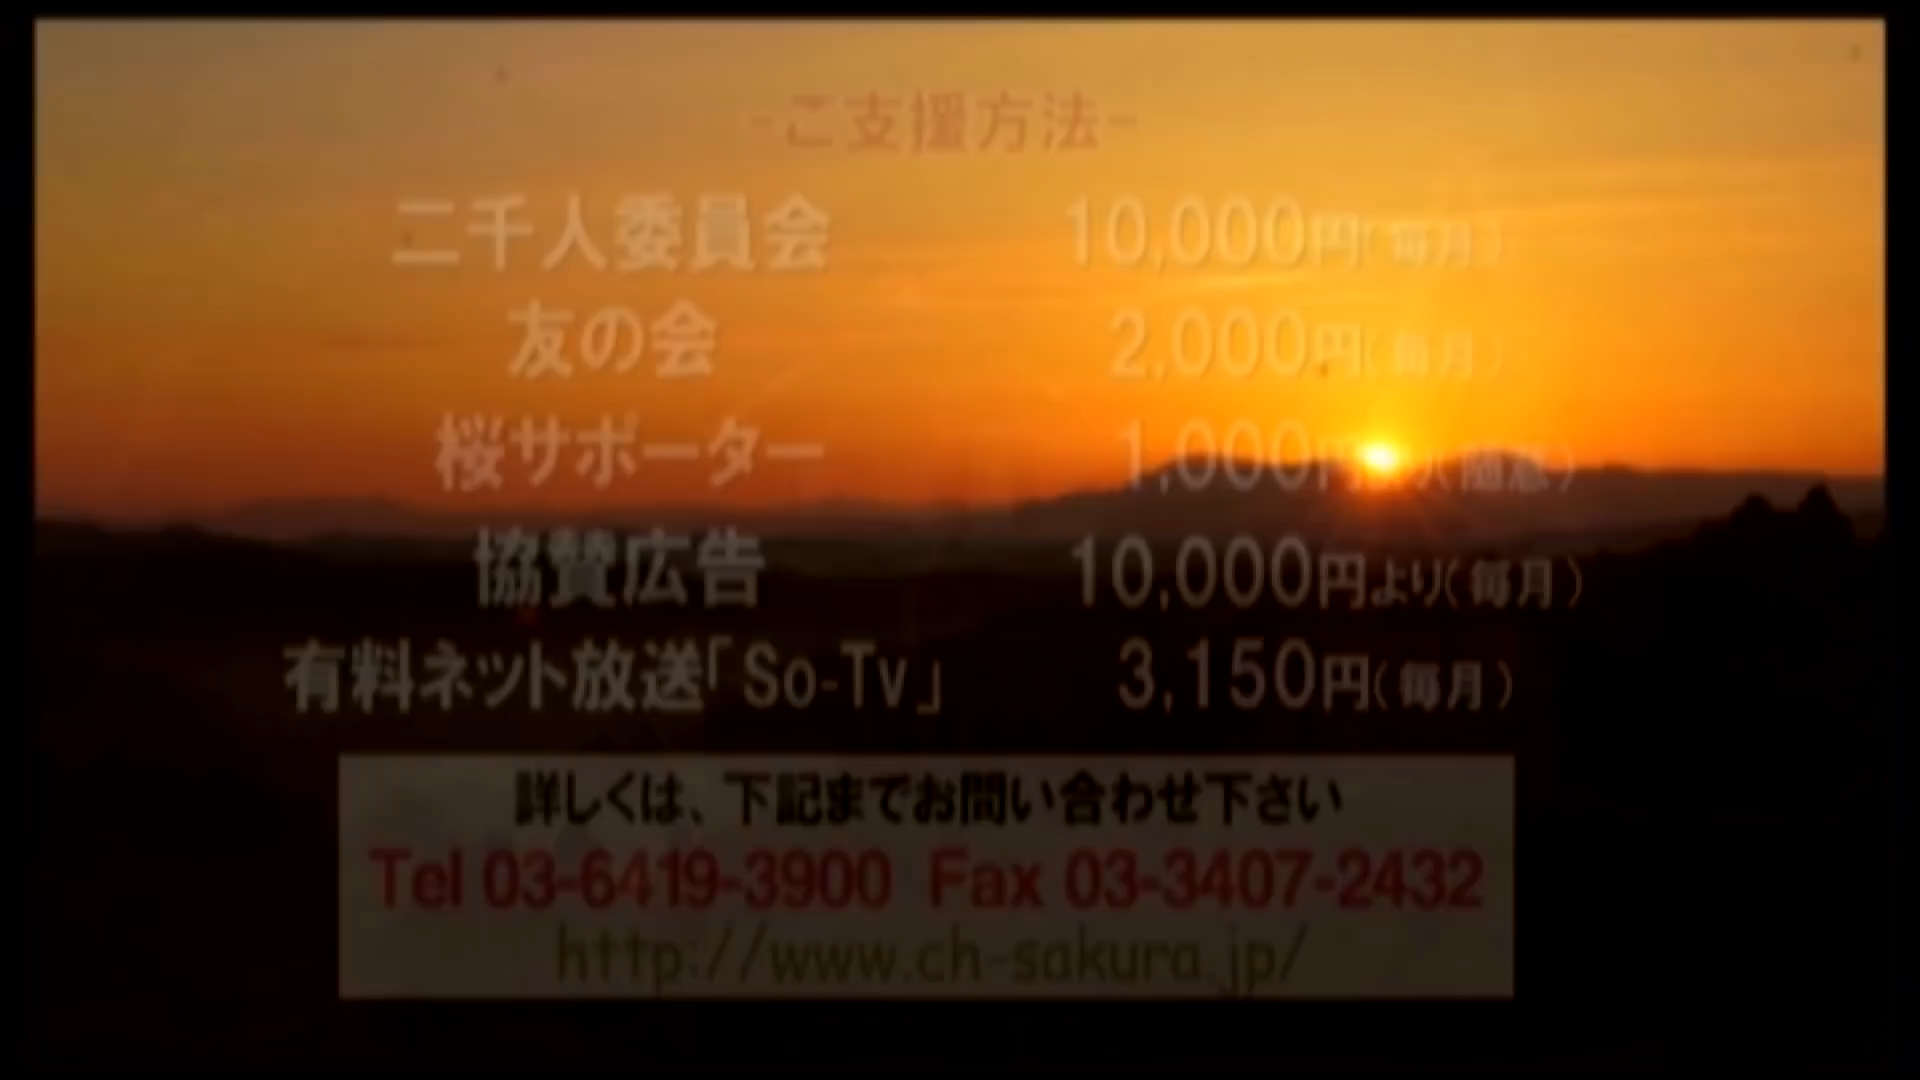 -ご支援方法-
二千人委員会 10,000円(毎月)
友の会 2,000円(毎月)
桜サポーター 1,000円より(随意)
協賛広告 10,000円より(毎月)
有料ネット放送「So-Tv」 3,150円(毎月)
詳しくは、下記までお問い合わせ下さい
Tel 03-6419-3900 Fax 03-3407-2432
http://www.ch-sakura.jp/